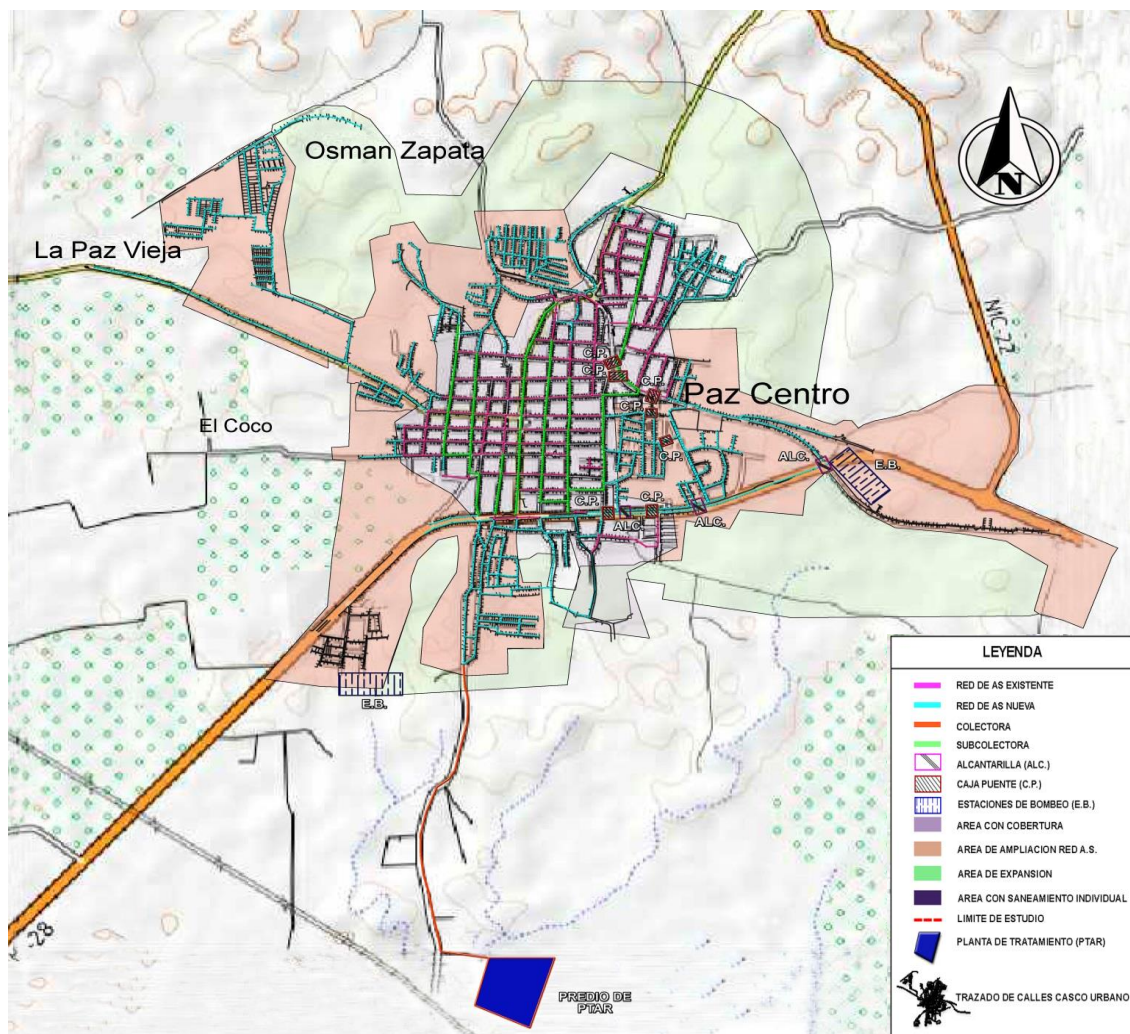 Osman Zapata
La Paz Vieja
N
NIC-22
C.P.
C.P.
C.P.
Paz Centro
C.P.
El Coco
C.P.
ALC.
E.B.
C.P.
C.P.
ALC.
ALC.
E.B.
-28
PREDIO DE
PTAR
LEYENDA
RED DE AS EXISTENTE
RED DE AS NUEVA
COLECTORA
SUBCOLECTORA
ALCANTARILLA (ALC.)
CAJA PUENTE (C.P.)
ESTACIONES DE BOMBEO (E.B.)
AREA CON COBERTURA
AREA DE AMPLIACION RED A.S.
AREA DE EXPANSION
AREA CON SANEAMIENTO INDIVIDUAL
LIMITE DE ESTUDIO
PLANTA DE TRATAMIENTO (PTAR)
TRAZADO DE CALLES CASCO URBANO